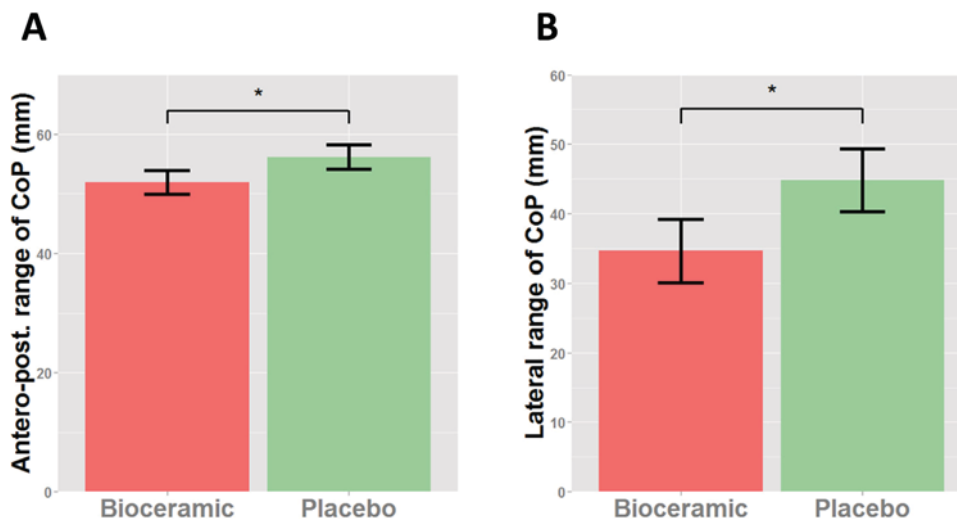 A
Antero-post. range of CoP (mm)
60
40
20
0
*
Bioceramic
Placebo
B
Lateral range of CoP (mm)
60
50
40
30
20
10
0
*
Bioceramic
Placebo